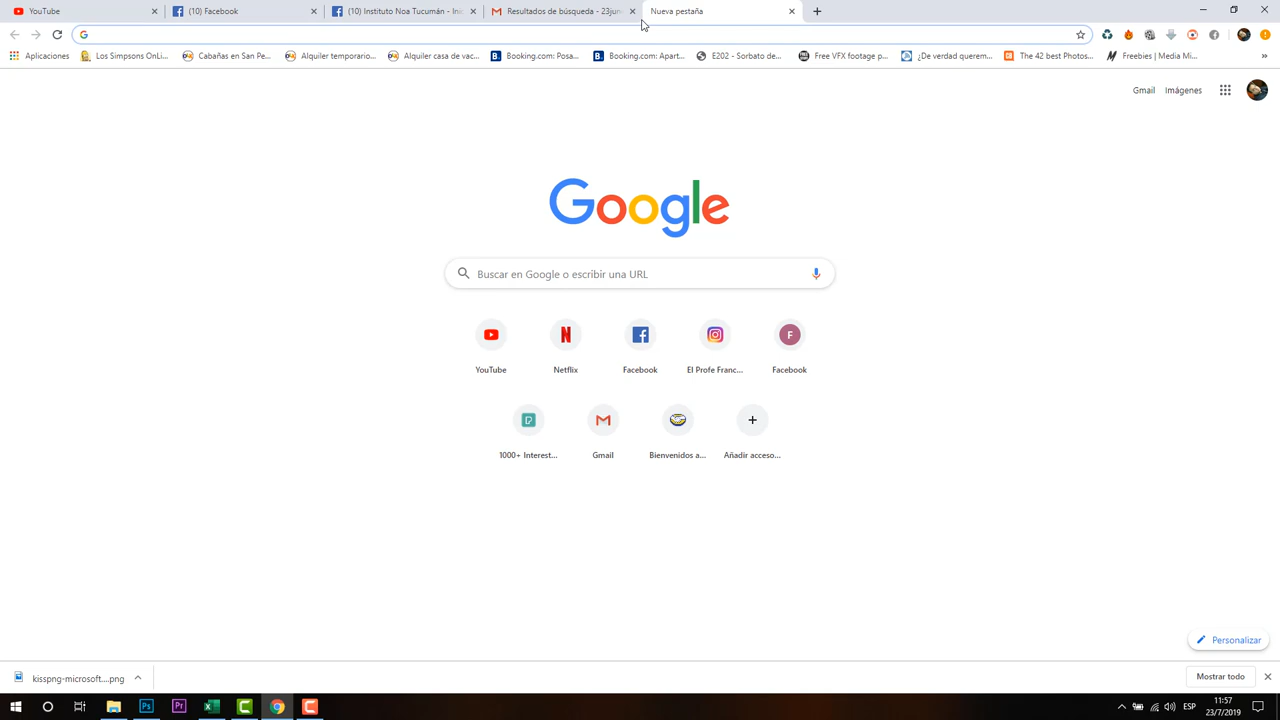 YouTube
(10) Facebook
(10) Instituto Noa Tucumán - Ini
Resultados de búsqueda - 23jun
Nueva pestaña
Aplicaciones
Los Simpsons OnLi...
Cabañas en San Pe...
Alquiler temporario...
Alquiler casa de vac...
Booking.com: Posa...
Booking.com: Apart...
E202 - Sorbato de...
Free VFX footage p...
¿De verdad querem...
The 42 best Photos...
Freebies | Media Mi...
»
Gmail
Imágenes
Google
Buscar en Google o escribir una URL
YouTube
Netflix
Facebook
El Profe Franc...
F
Facebook
1000+ Interest...
Gmail
Bienvenidos a...
Añadir acceso...
Personalizar
kisspng-microsoft....png
Mostrar todo
Ps
Pr
ESP
11:57
23/7/2019